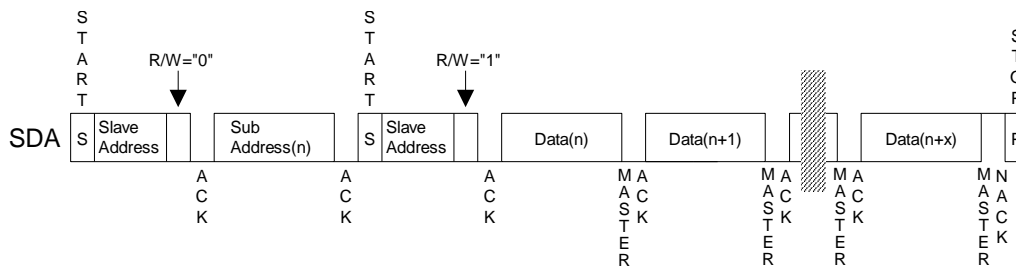 START
START
STOP
R/W="0"
R/W="1"
SDA
S
Slave
Address
Sub
Address(n)
S
Slave
Address
Data(n)
Data(n+1)
Data(n+x)
P
ACK
ACK
ACK
MASTER
ACK
MASTER
ACK
MASTER
ACK
MASTER
NACK